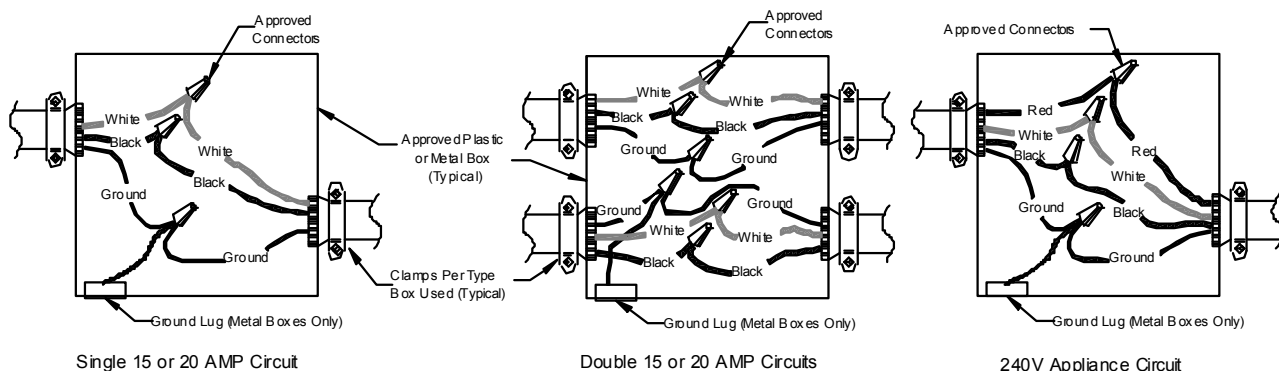 Approved
Connectors
White
Black
White
Black
Ground
Ground
Ground Lug (Metal Boxes Only)
Single 15 or 20 AMP Circuit
Approved Plastic
or Metal Box
(Typical)
Clamps Per Type
Box Used (Typical)
Approved
Connectors
White
White
Black
Black
Ground
Ground
Ground
Ground
White
White
Black
Black
Ground Lug (Metal Boxes Only)
Double 15 or 20 AMP Circuits
Approved Connectors
Red
White
Black
Red
White
Ground
Black
Ground
Ground Lug (Metal Boxes Only)
240V Appliance Circuit